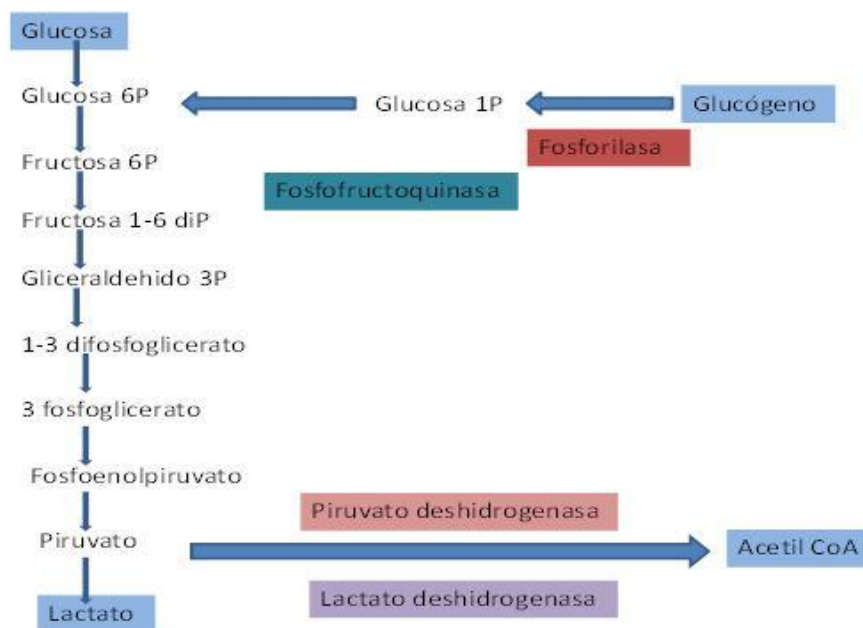 Glucosa
Glucosa 6P
Glucosa 1P
Glucógeno
Fosforilasa
Fructosa 6P
Fosfofructoquinasa
Fructosa 1-6 diP
Gliceraldehido 3P
1-3 difosfoglicerato
3 fosfoglicerato
Fosfoenolpiruvato
Piruvato deshidrogenasa
Piruvato
Acetil CoA
Lactato deshidrogenasa
Lactato